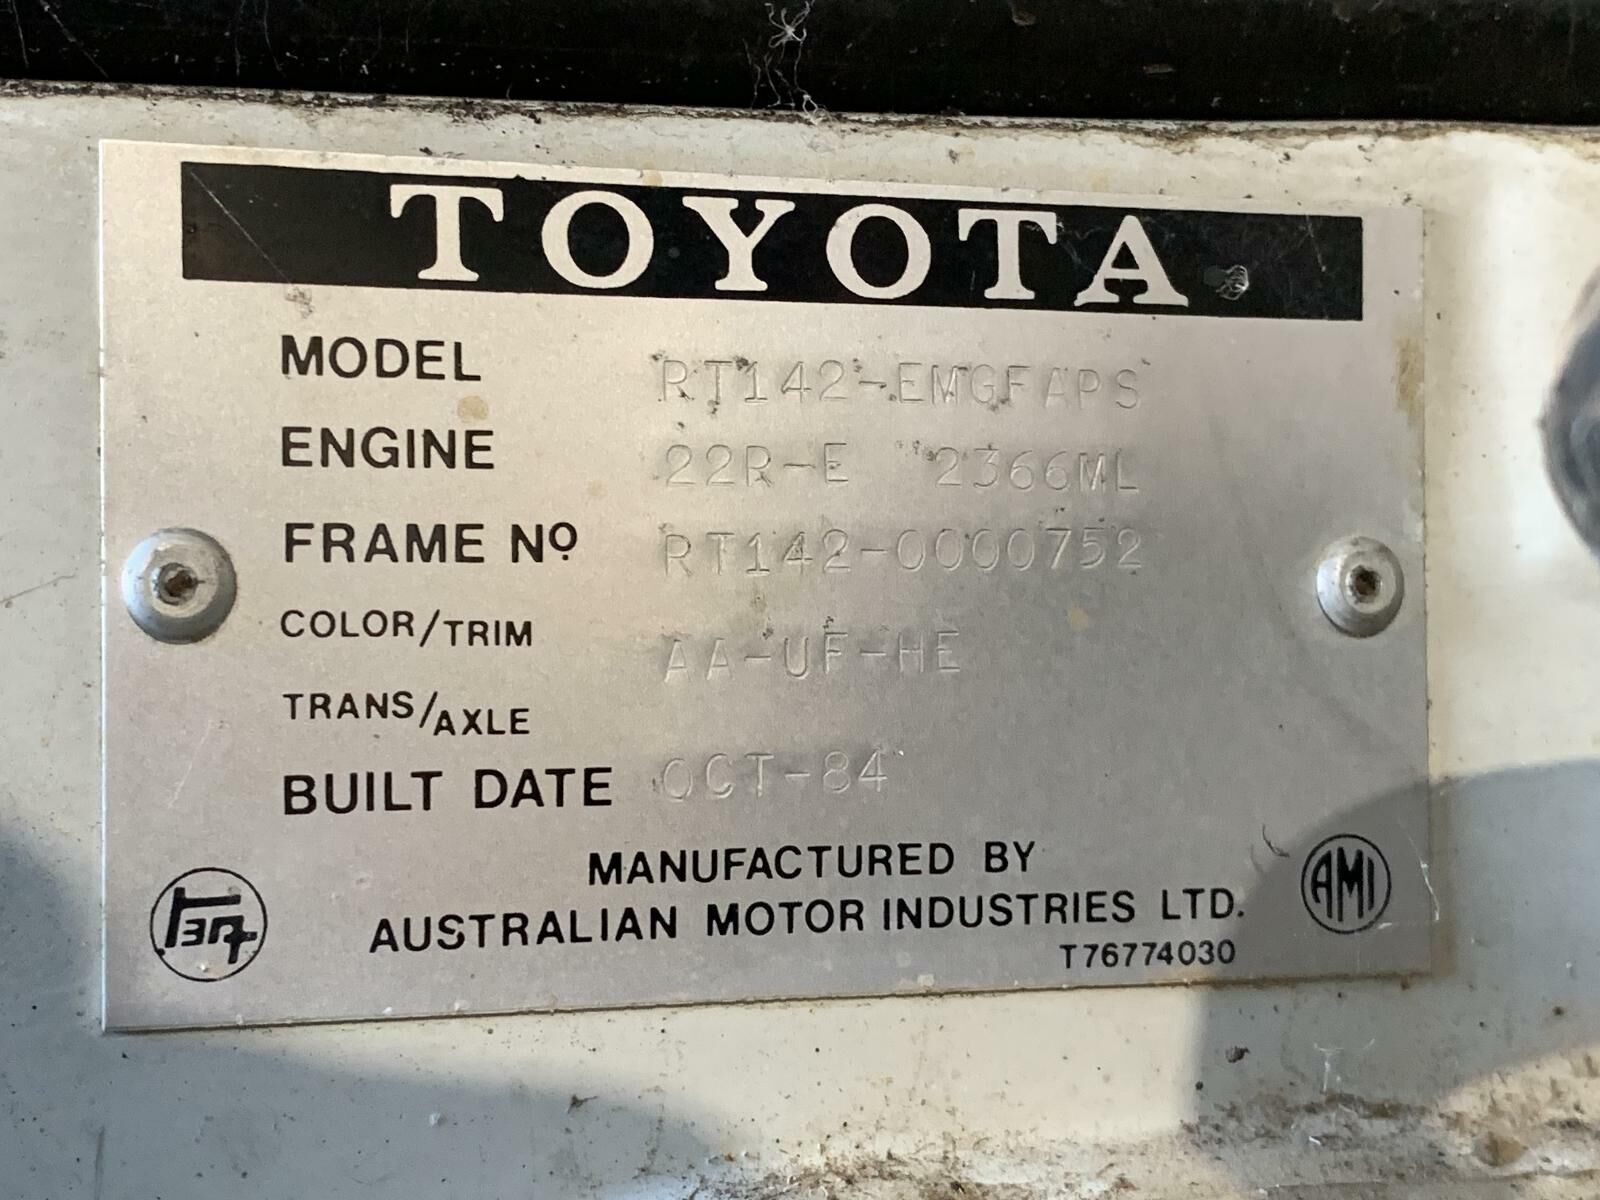 TOYOTA
MODEL RT142-EMGFAPS
ENGINE 22R-E 2366ML
FRAME Nº RT142-0000752
COLOR/TRIM AA-UF-HE
TRANS/AXLE
BUILT DATE OCT-84
MANUFACTURED BY
AUSTRALIAN MOTOR INDUSTRIES LTD.
AMI
T76774030